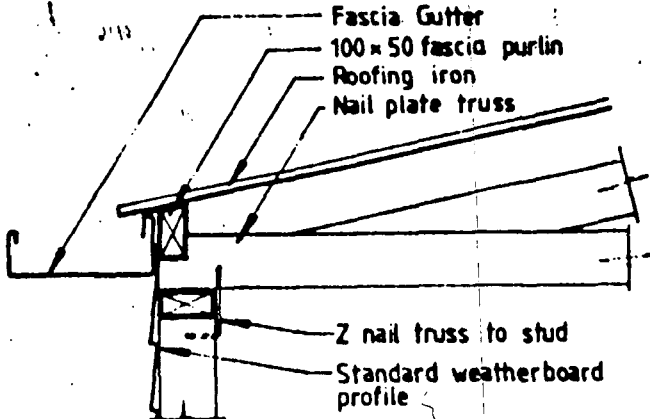 Fascia Gutter
100 x 50 fascia purlin
Roofing iron
Nail plate truss
Z nail truss to stud
Standard weatherboard
profile